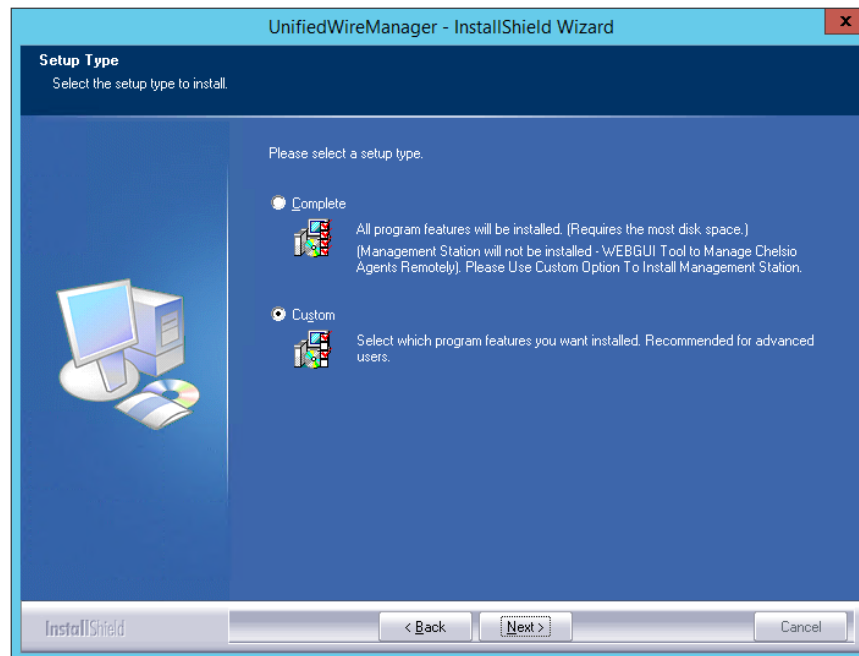 UnifiedWireManager - InstallShield Wizard
x
Setup Type
Select the setup type to install.
Please select a setup type.
Complete
All program features will be installed. (Requires the most disk space.)
(Management Station will not be installed - WEBGUI Tool to Manage Chelsio
Agents Remotely). Please Use Custom Option To Install Management Station.
Custom
Select which program features you want installed. Recommended for advanced
users.
InstallShield
< Back
Next >
Cancel